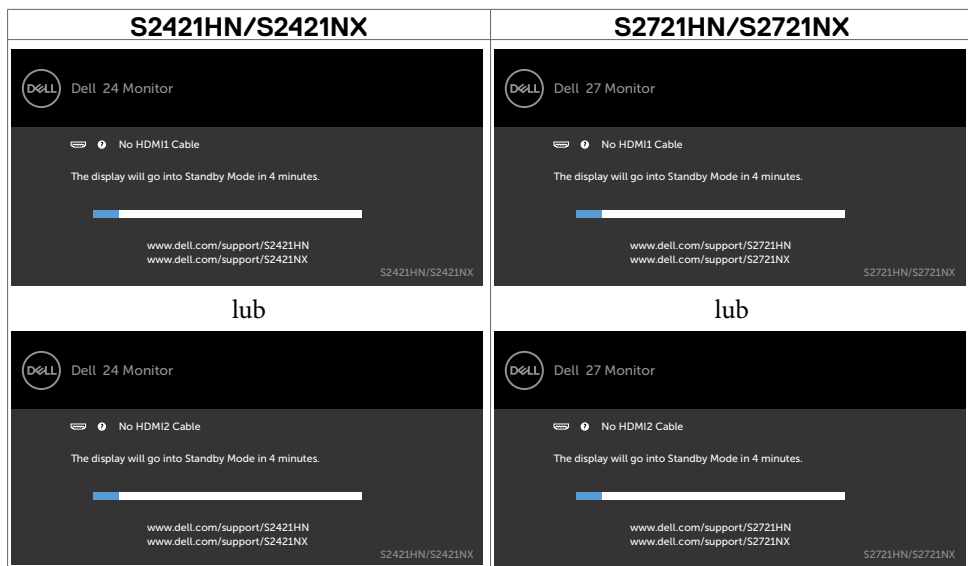 S2421HN/S2421NX
S2721HN/S2721NX
DELL Dell 24 Monitor
No HDMI1 Cable
The display will go into Standby Mode in 4 minutes.
www.dell.com/support/S2421HN
www.dell.com/support/S2421NX
S2421HN/S2421NX
DELL Dell 27 Monitor
No HDMI1 Cable
The display will go into Standby Mode in 4 minutes.
www.dell.com/support/S2721HN
www.dell.com/support/S2721NX
S2721HN/S2721NX
lub
lub
DELL Dell 24 Monitor
No HDMI2 Cable
The display will go into Standby Mode in 4 minutes.
www.dell.com/support/S2421HN
www.dell.com/support/S2421NX
S2421HN/S2421NX
DELL Dell 27 Monitor
No HDMI2 Cable
The display will go into Standby Mode in 4 minutes.
www.dell.com/support/S2721HN
www.dell.com/support/S2721NX
S2721HN/S2721NX